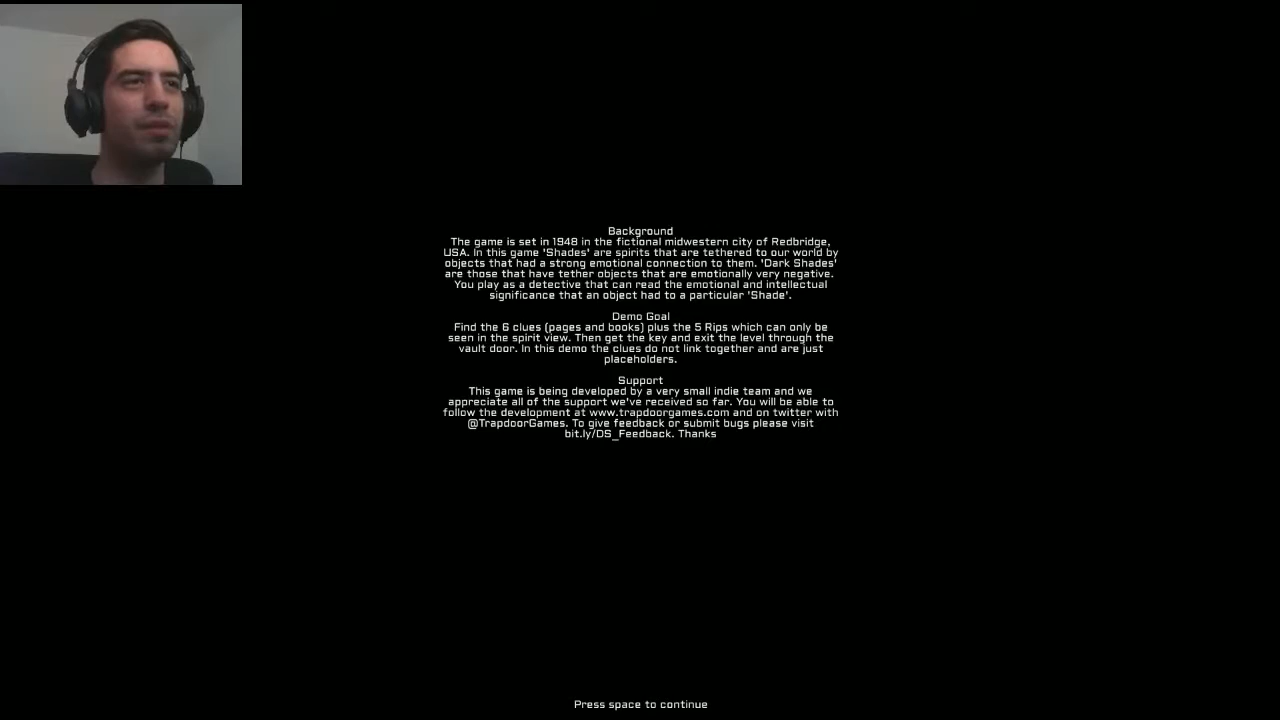 Background
The game is set in 1948 in the fictional midwestern city of Redbridge,
USA. In this game 'Shades' are spirits that are tethered to our world by
objects that had a strong emotional connection to them. 'Dark Shades'
are those that have tether objects that are emotionally very negative.
You play as a detective that can read the emotional and intellectual
significance that an object had to a particular 'Shade'.
Demo Goal
Find the 6 clues (pages and books) plus the 5 Rips which can only be
seen in the spirit view. Then get the key and exit the level through the
vault door. In this demo the clues do not link together and are just
placeholders.
Support
This game is being developed by a very small indie team and we
appreciate all of the support we've received so far. You will be able to
follow the development at www.trapdoorgames.com and on twitter with
@TrapdoorGames. To give feedback or submit bugs please visit
bit.ly/DS_Feedback. Thanks
Press space to continue